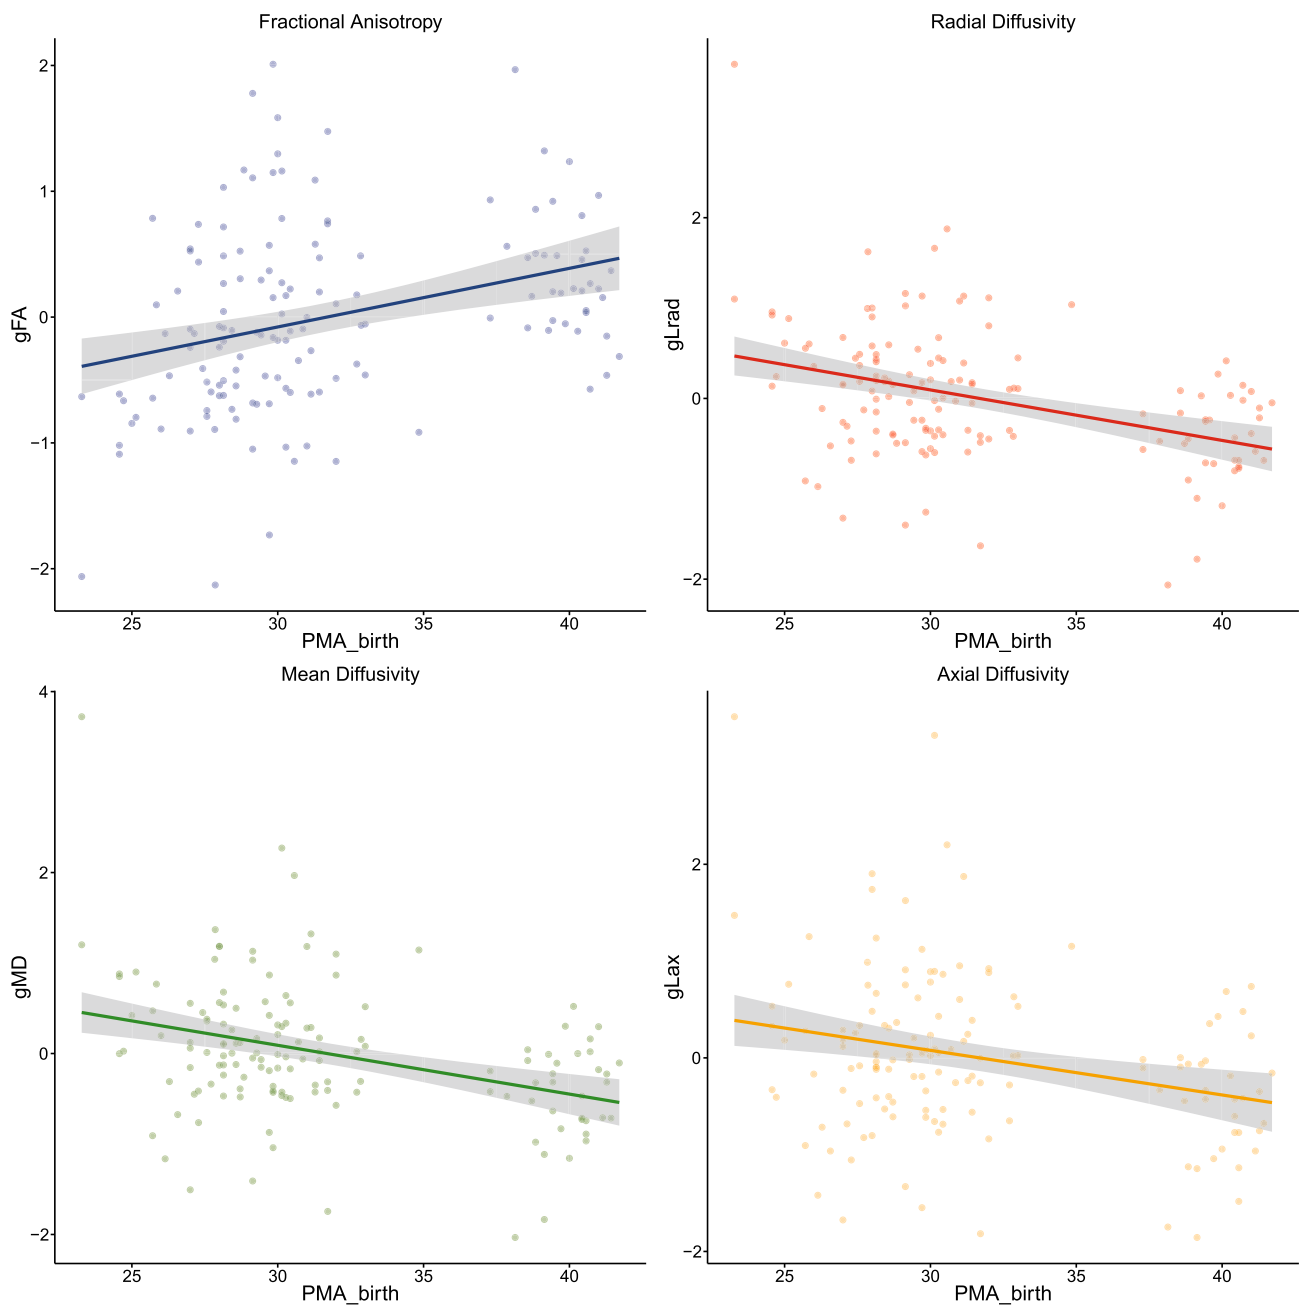 Fractional Anisotropy
gFA
2
1
0
−1
−2
25 30 35 40
PMA_birth
Radial Diffusivity
gLrad
2
0
−2
25 30 35 40
PMA_birth
Mean Diffusivity
gMD
4
2
0
−2
25 30 35 40
PMA_birth
Axial Diffusivity
gLax
2
0
−2
25 30 35 40
PMA_birth